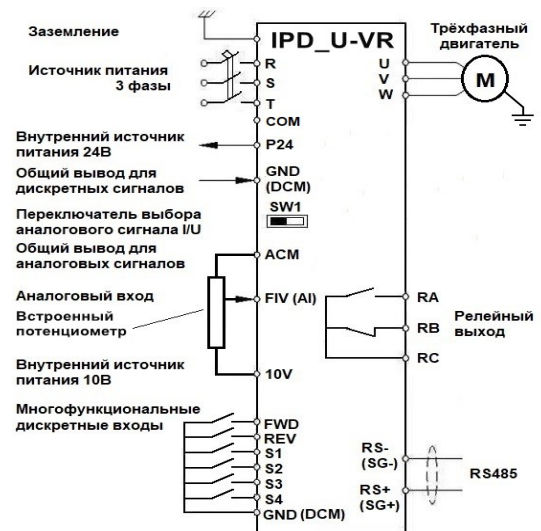 Заземление
IPD_U-VR
Трёхфазный
двигатель
Источник питания
3 фазы
R
S
T
U
V
W
M
COM
Внутренний источник
питания 24В
P24
Общий вывод для
дискретных сигналов
GND
(DCM)
Переключатель выбора
аналогового сигнала I/U
SW1
Общий вывод для
аналоговых сигналов
ACM
Аналоговый вход
FIV (AI)
Встроенный
потенциометр
RA
RB
RC
Релейный
выход
Внутренний источник
питания 10В
10V
Многофункциональные
дискретные входы
FWD
REV
S1
S2
S3
S4
GND (DCM)
RS-
(SG-)
RS+
(SG+)
RS485